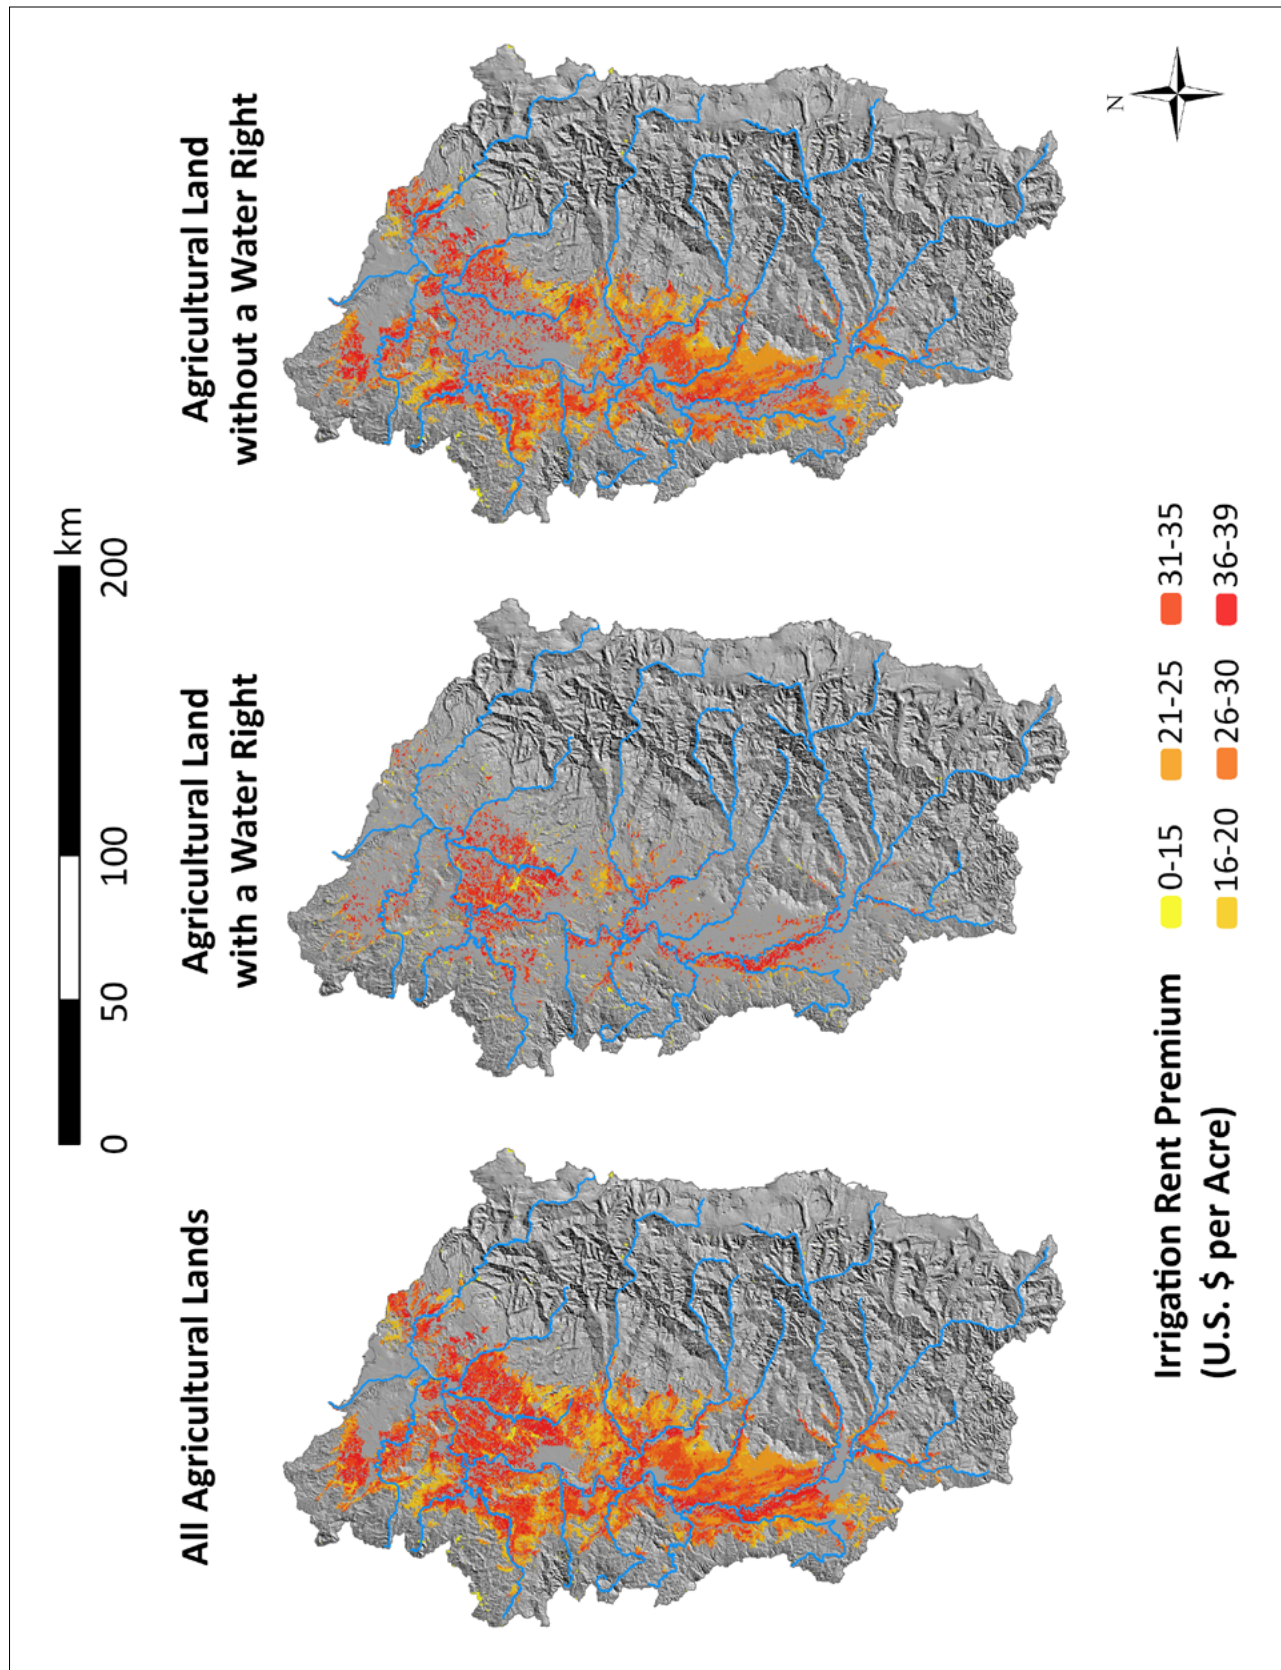 All Agricultural Lands
Agricultural Land
with a Water Right
Agricultural Land
without a Water Right
0 50 100 200
km
Irrigation Rent Premium
(U.S. $ per Acre)
0-15 21-25 31-35
16-20 26-30 36-39
N